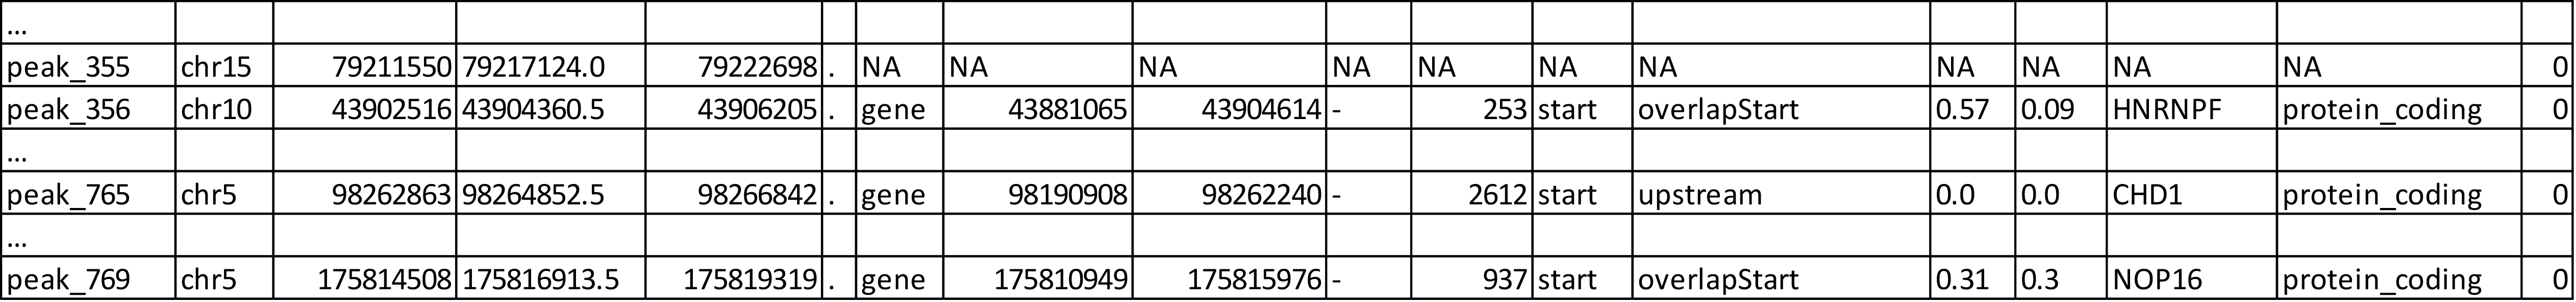 ...
peak_355 chr15 79211550 79217124.0 79222698 . NA NA NA NA NA NA NA NA NA NA NA 0
peak_356 chr10 43902516 43904360.5 43906205 . gene 43881065 43904614 - 253 start overlapStart 0.57 0.09 HNRNPF protein_coding 0
...
peak_765 chr5 98262863 98264852.5 98266842 . gene 98190908 98262240 - 2612 start upstream 0.0 0.0 CHD1 protein_coding 0
...
peak_769 chr5 175814508 175816913.5 175819319 . gene 175810949 175815976 - 937 start overlapStart 0.31 0.3 NOP16 protein_coding 0